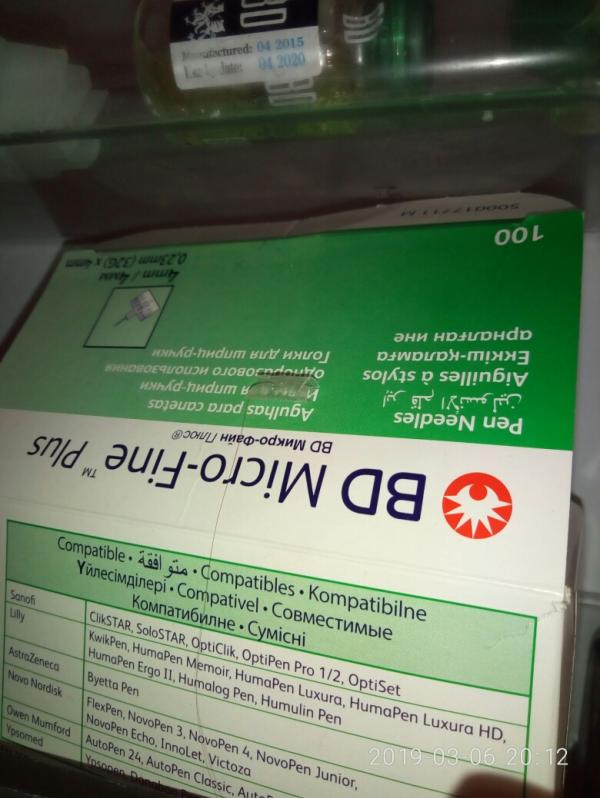 Manufactured: 04 2015
Use by date: 04 2020
BD
500017711 M
100
4mm / 4мм
0.23mm (32G) x 4mm
Pen Needles
Aiguilles à stylos
Еккіш-қаламға
арналған ине
Agulhas para canetas
шприц-ручки
одноразового использования
Голки для шприц-ручки
BD Micro-Fine™ Plus
BD Микро-Файн Плюс®
Compatible • متوافقة • Compatibles • Kompatibilne
Үйлесімділері • Compativel • Совместимые
Компатибилне • Сумісні
Sanofi ClikSTAR, SoloSTAR, OptiClik, OptiPen Pro 1/2, OptiSet
Lilly KwikPen, HumaPen Memoir, HumaPen Luxura, HumaPen Luxura HD,
HumaPen Ergo II, Humalog Pen, Humulin Pen
AstraZeneca Byetta Pen
Novo Nordisk FlexPen, NovoPen 3, NovoPen 4, NovoPen Junior,
NovoPen Echo, InnoLet, Victoza
Owen Mumford AutoPen 24, AutoPen Classic,
Ypsomed Ypsopen,
2019-03-06 20:12